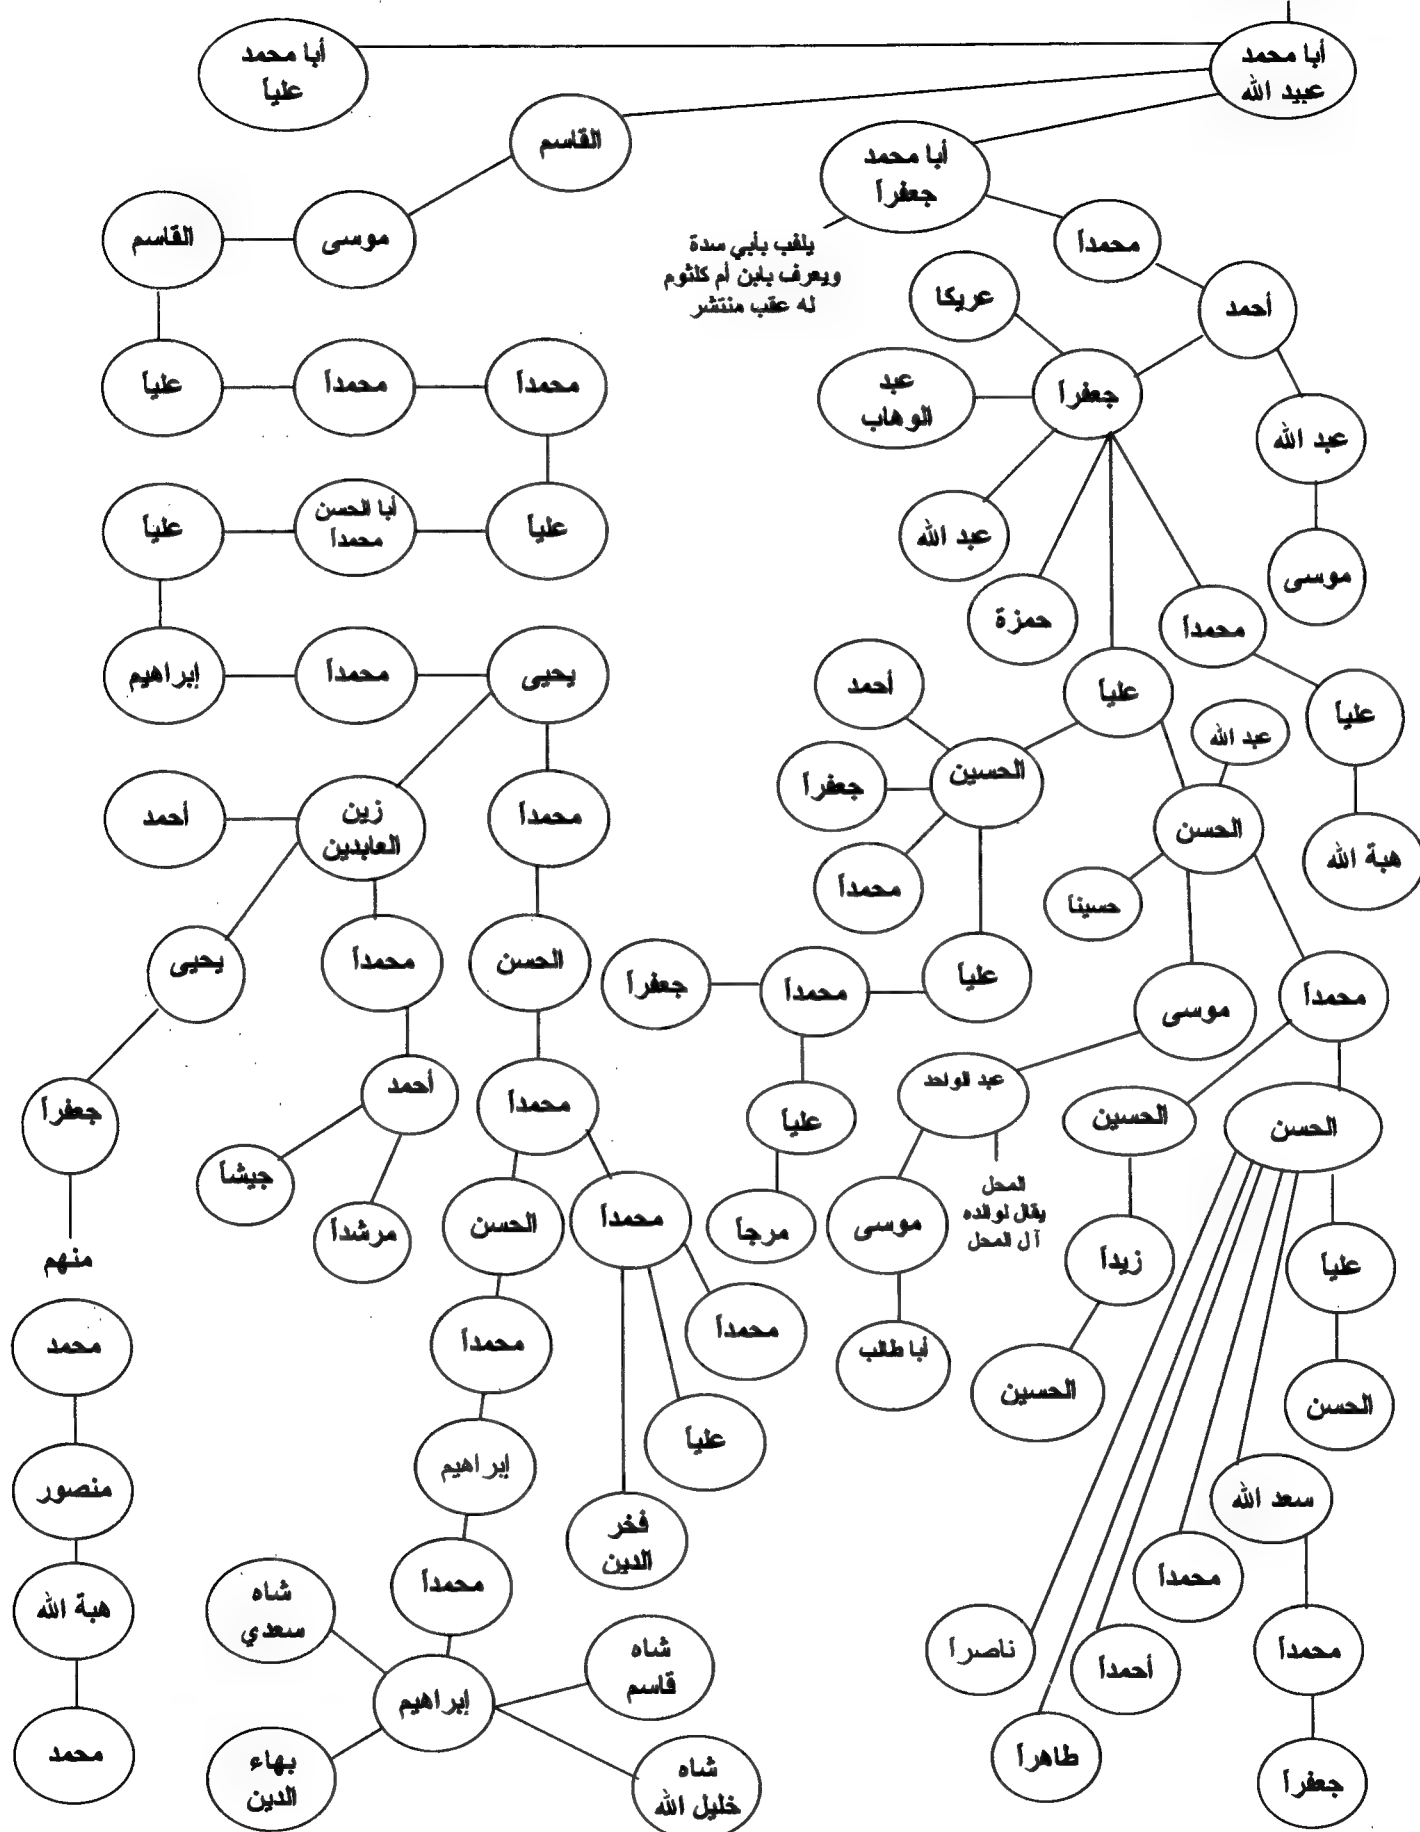 أبا محمد
عبيد الله
أبا محمد
علياً
القاسم
أبا محمد
جعفراً
يلقب بأبي سدة
ويعرف بابن أم كلثوم
له عقب منتشر
محمداً
موسى
القاسم
أحمد
عريكا
جعفراً
عبد
الوهاب
عبد الله
محمداً
محمداً
علياً
عبد الله
حمزة
موسى
علياً
أبا الحسن
محمداً
علياً
محمداً
علياً
أحمد
يحيى
محمداً
إبراهيم
علياً
عبد الله
الحسين
جعفراً
محمداً
الحسن
هبة الله
حسيناً
محمداً
زين
العابدين
أحمد
علياً
محمداً
جعفراً
الحسن
محمداً
يحيى
محمداً
موسى
عبد الواحد
المحل
يقال لوالده
آل المحل
علياً
محمداً
أحمد
جعفراً
الحسن
الحسين
موسى
مرجاً
محمداً
الحسن
مرشداً
جيشاً
منهم
علياً
زيداً
أبا طالب
محمداً
محمداً
محمد
الحسن
الحسين
علياً
إبراهيم
منصور
سعد الله
فخر
الدين
محمداً
محمداً
هبة الله
شاه
سعدي
محمداً
أحمداً
ناصراً
شاه
قاسم
إبراهيم
طاهراً
جعفراً
شاه
خليل الله
بهاء
الدين
محمد